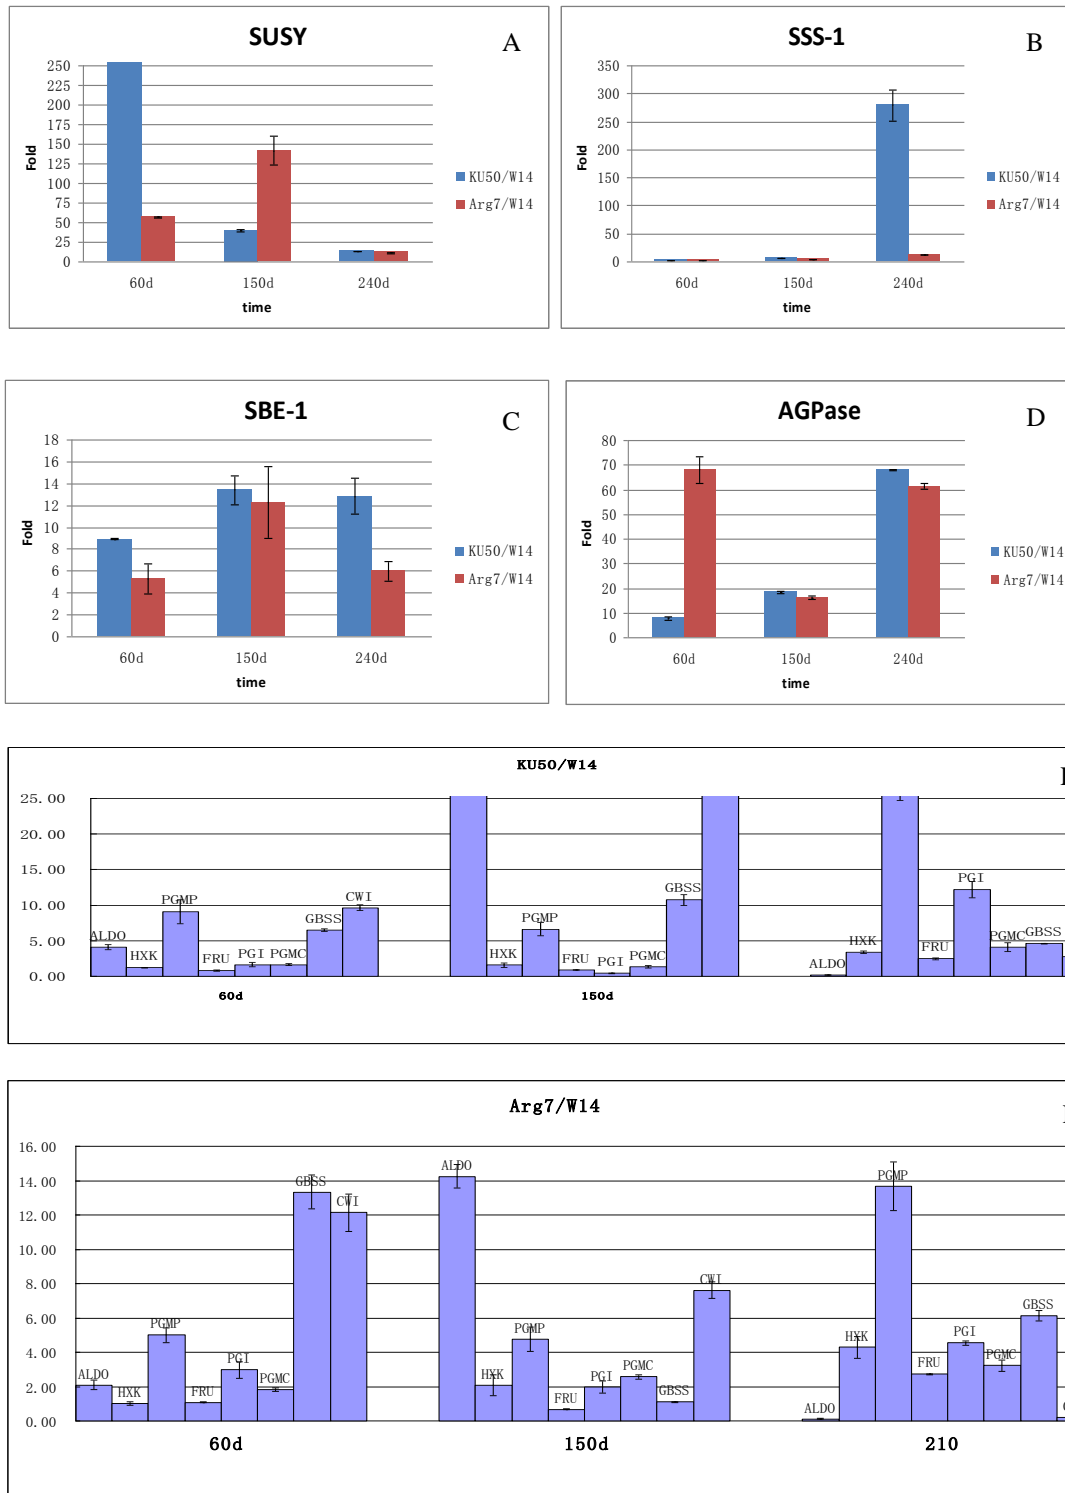 SUSY
A
Fold
250
225
200
175
150
125
100
75
50
25
0
60d 150d 240d
time
KU50/W14
Arg7/W14
SSS-1
B
Fold
350
300
250
200
150
100
50
0
60d 150d 240d
time
KU50/W14
Arg7/W14
SBE-1
C
Fold
18
16
14
12
10
8
6
4
2
0
60d 150d 240d
time
KU50/W14
Arg7/W14
AGPase
D
Fold
80
70
60
50
40
30
20
10
0
60d 150d 240d
time
KU50/W14
Arg7/W14
KU50/W14
25.00
20.00
15.00
10.00
5.00
0.00
ALDO HXK PGMP FRU PGI PGMC GBSS CWI
HXK PGMP FRU PGI PGMC GBSS
ALDO HXK FRU PGI PGMC GBSS
60d 150d
Arg7/W14
16.00
14.00
12.00
10.00
8.00
6.00
4.00
2.00
0.00
ALDO HXK PGMP FRU PGI PGMC GBSS CWI
ALDO HXK PGMP FRU PGI PGMC GBSS CWI
ALDO HXK PGMP FRU PGI PGMC GBSS
60d 150d 210